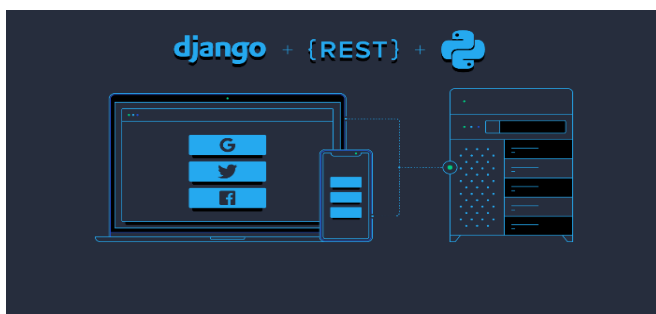 django + {REST} +
G